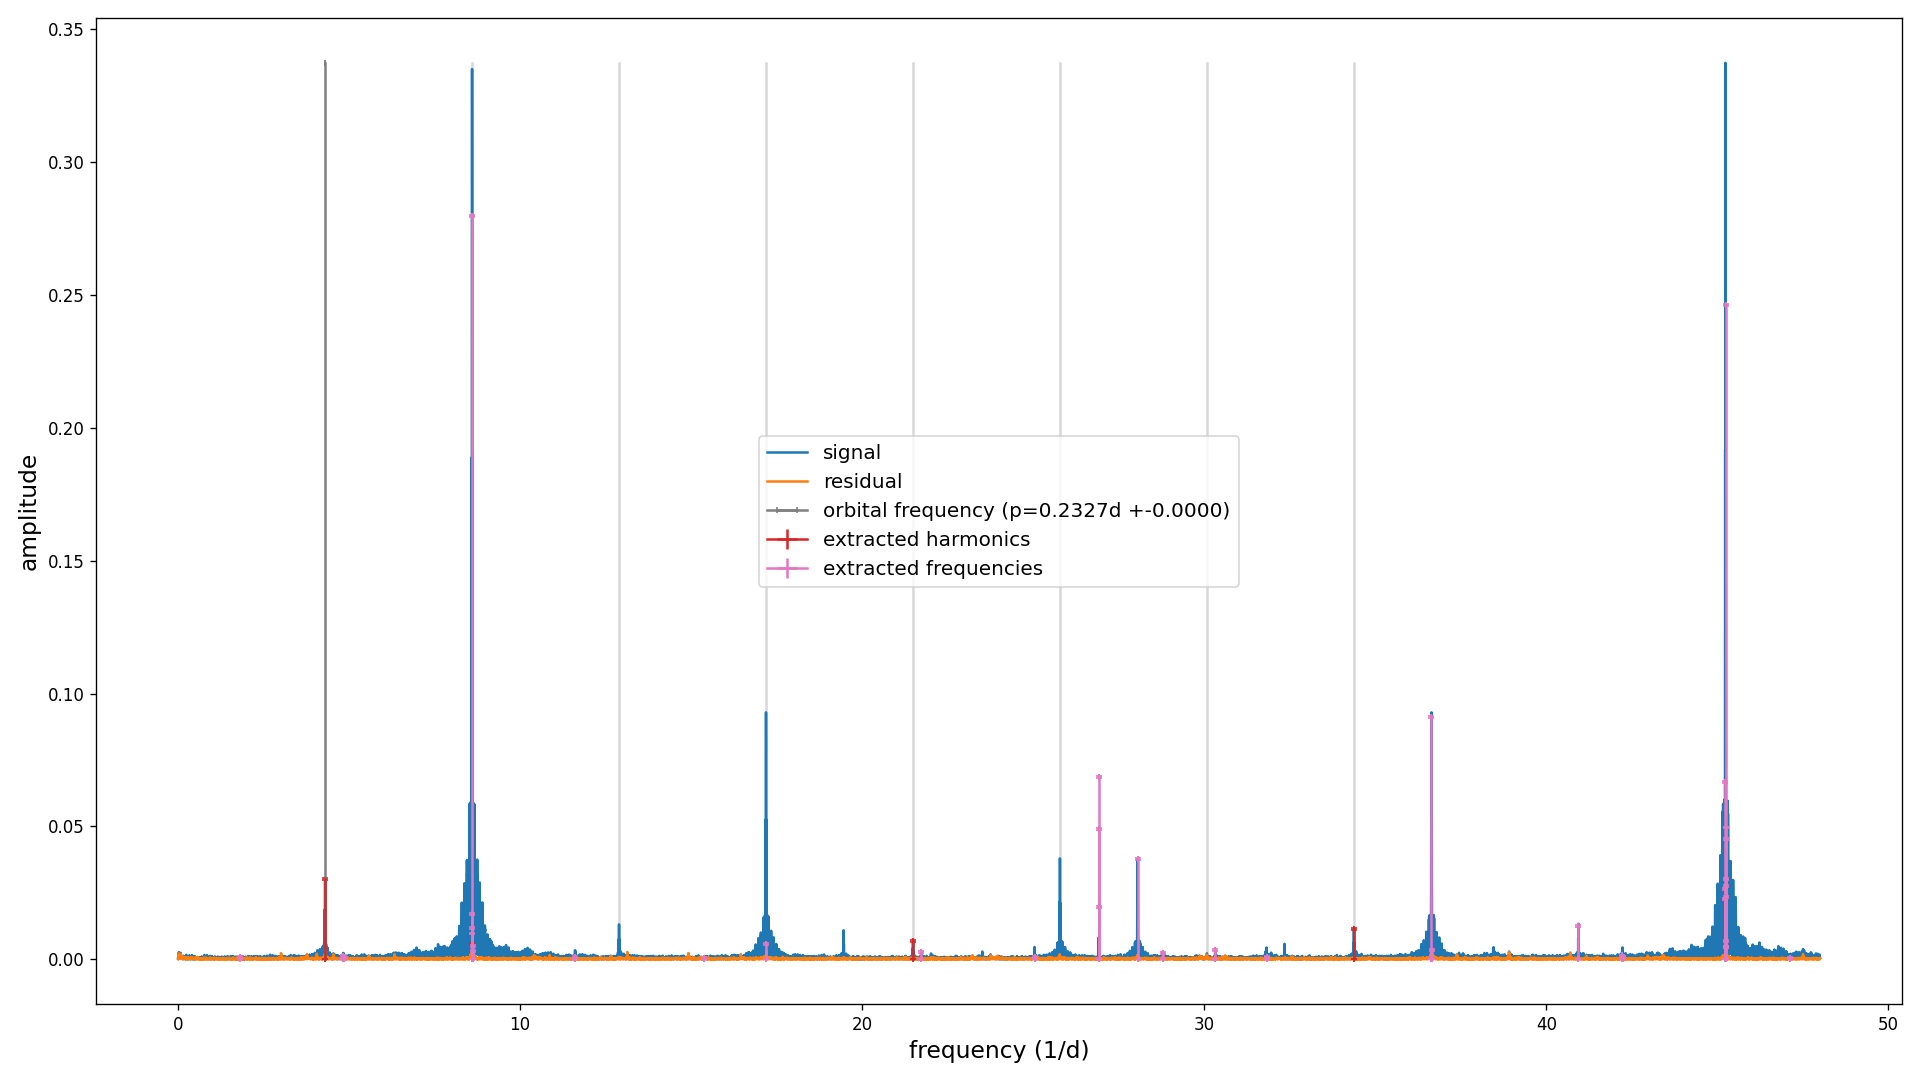 0.35
0.30
0.25
0.20
0.15
0.10
0.05
0.00
amplitude
signal
residual
orbital frequency (p=0.2327d +-0.0000)
extracted harmonics
extracted frequencies
0 10 20 30 40 50
frequency (1/d)